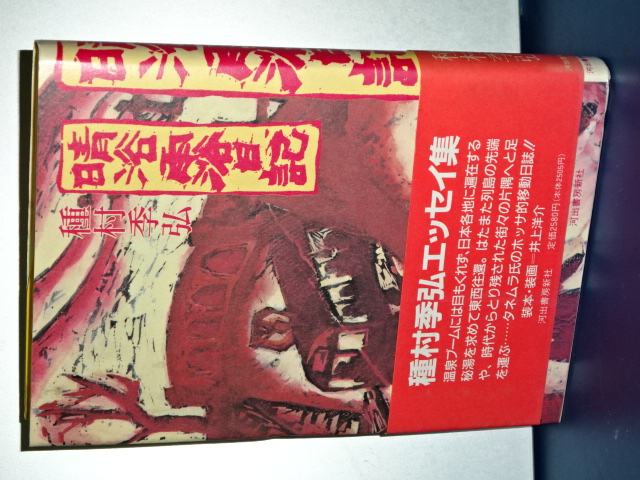 晴浴雨浴日記
種村季弘
種村季弘エッセイ集
温泉ブームには目もくれず、日本各地に遍在する
秘湯を求めて東西往還。はたまた列島の先端
や、時代からとり残された街々の片隅へと足
を運ぶ……タネムラ氏のホッサ的移動日誌!!
装本・装画―井上洋介
河出書房新社 定価2580円(本体2505円)
河出書房新社